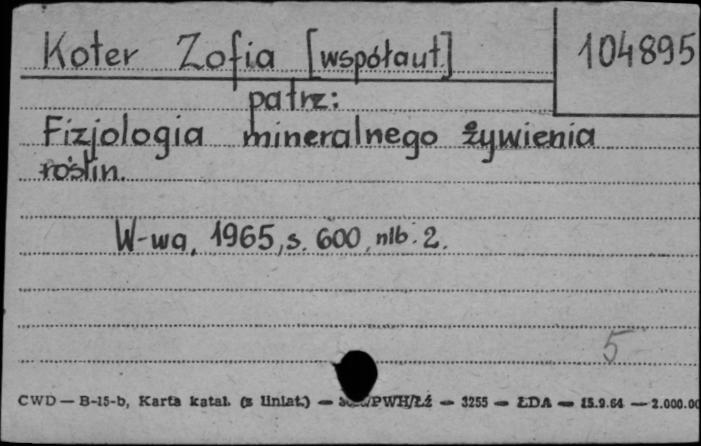 Koter Zofia [współaut.] 104895
patrz:
Fizjologia mineralnego żywienia
roślin.
W-wa, 1965, s. 600, nlb. 2.
5
CWD — B-15-b, Karta katal. (z liniat.) — /PWH/Łź — 3255 — ŁDA — 15.9.64 — 2.000.00